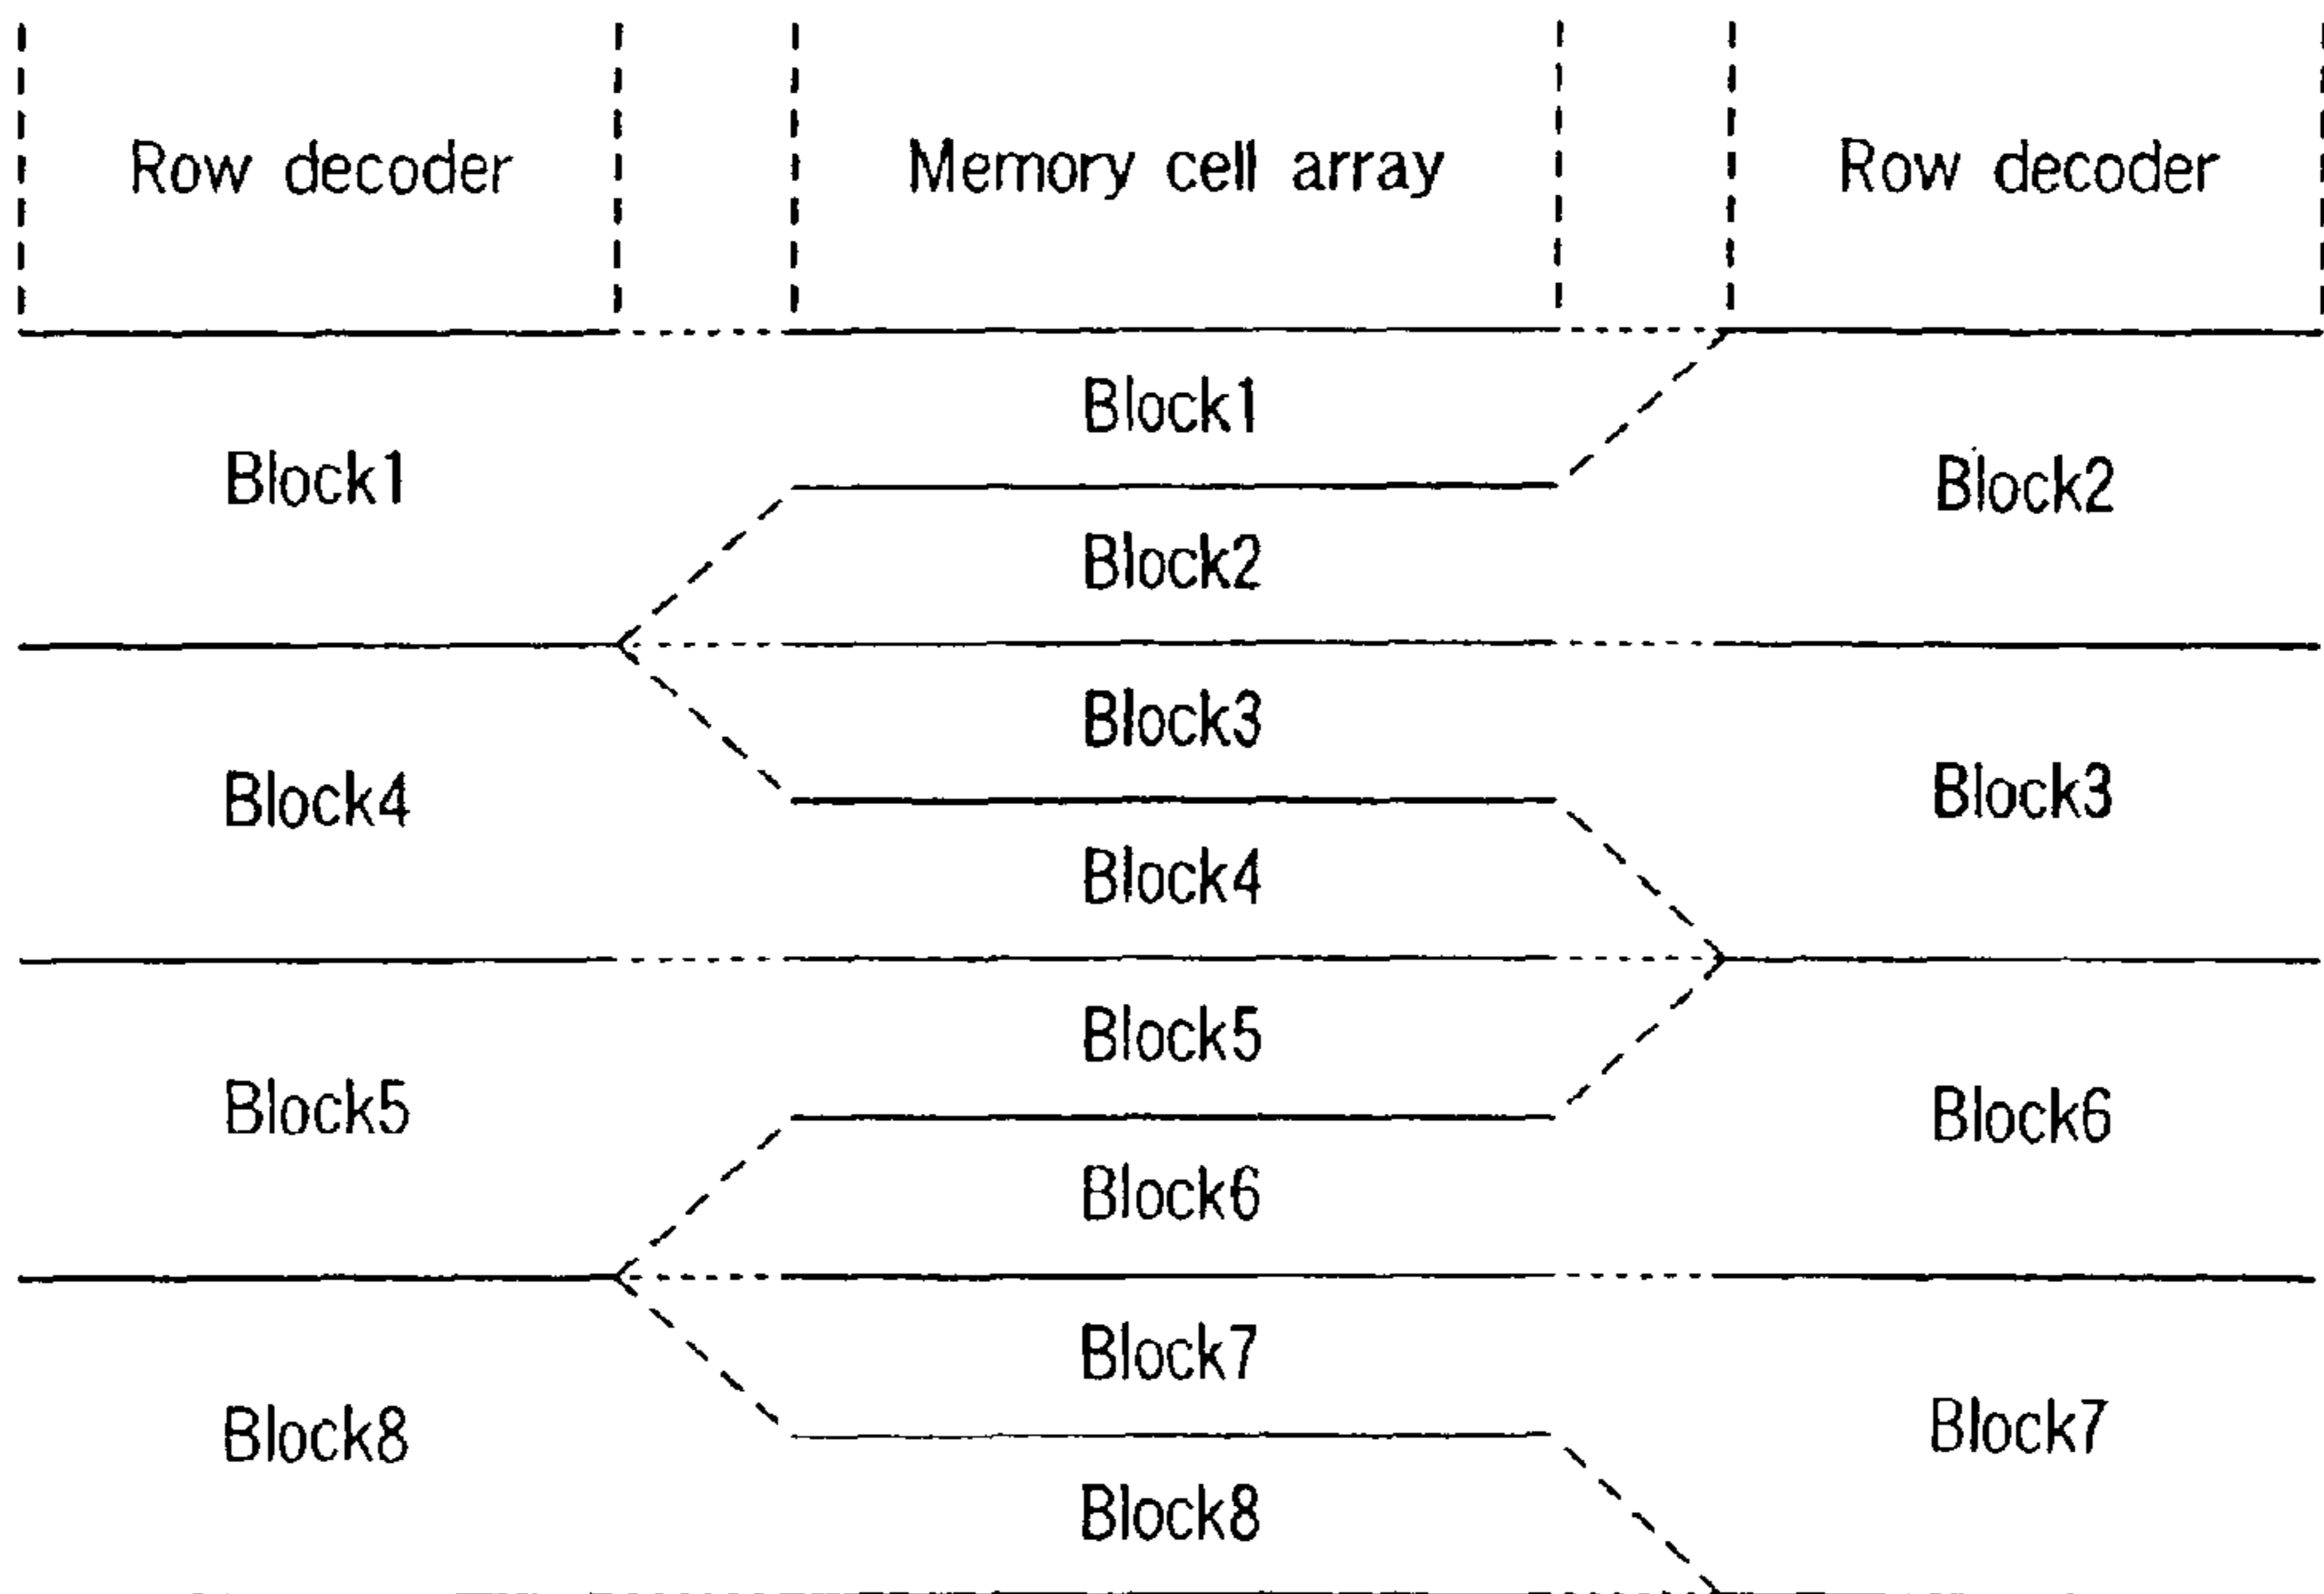 Row decoder
Memory cell array
Row decoder
Block1
Block1
Block2
Block2
Block3
Block4
Block3
Block4
Block5
Block5
Block6
Block6
Block7
Block8
Block7
Block8